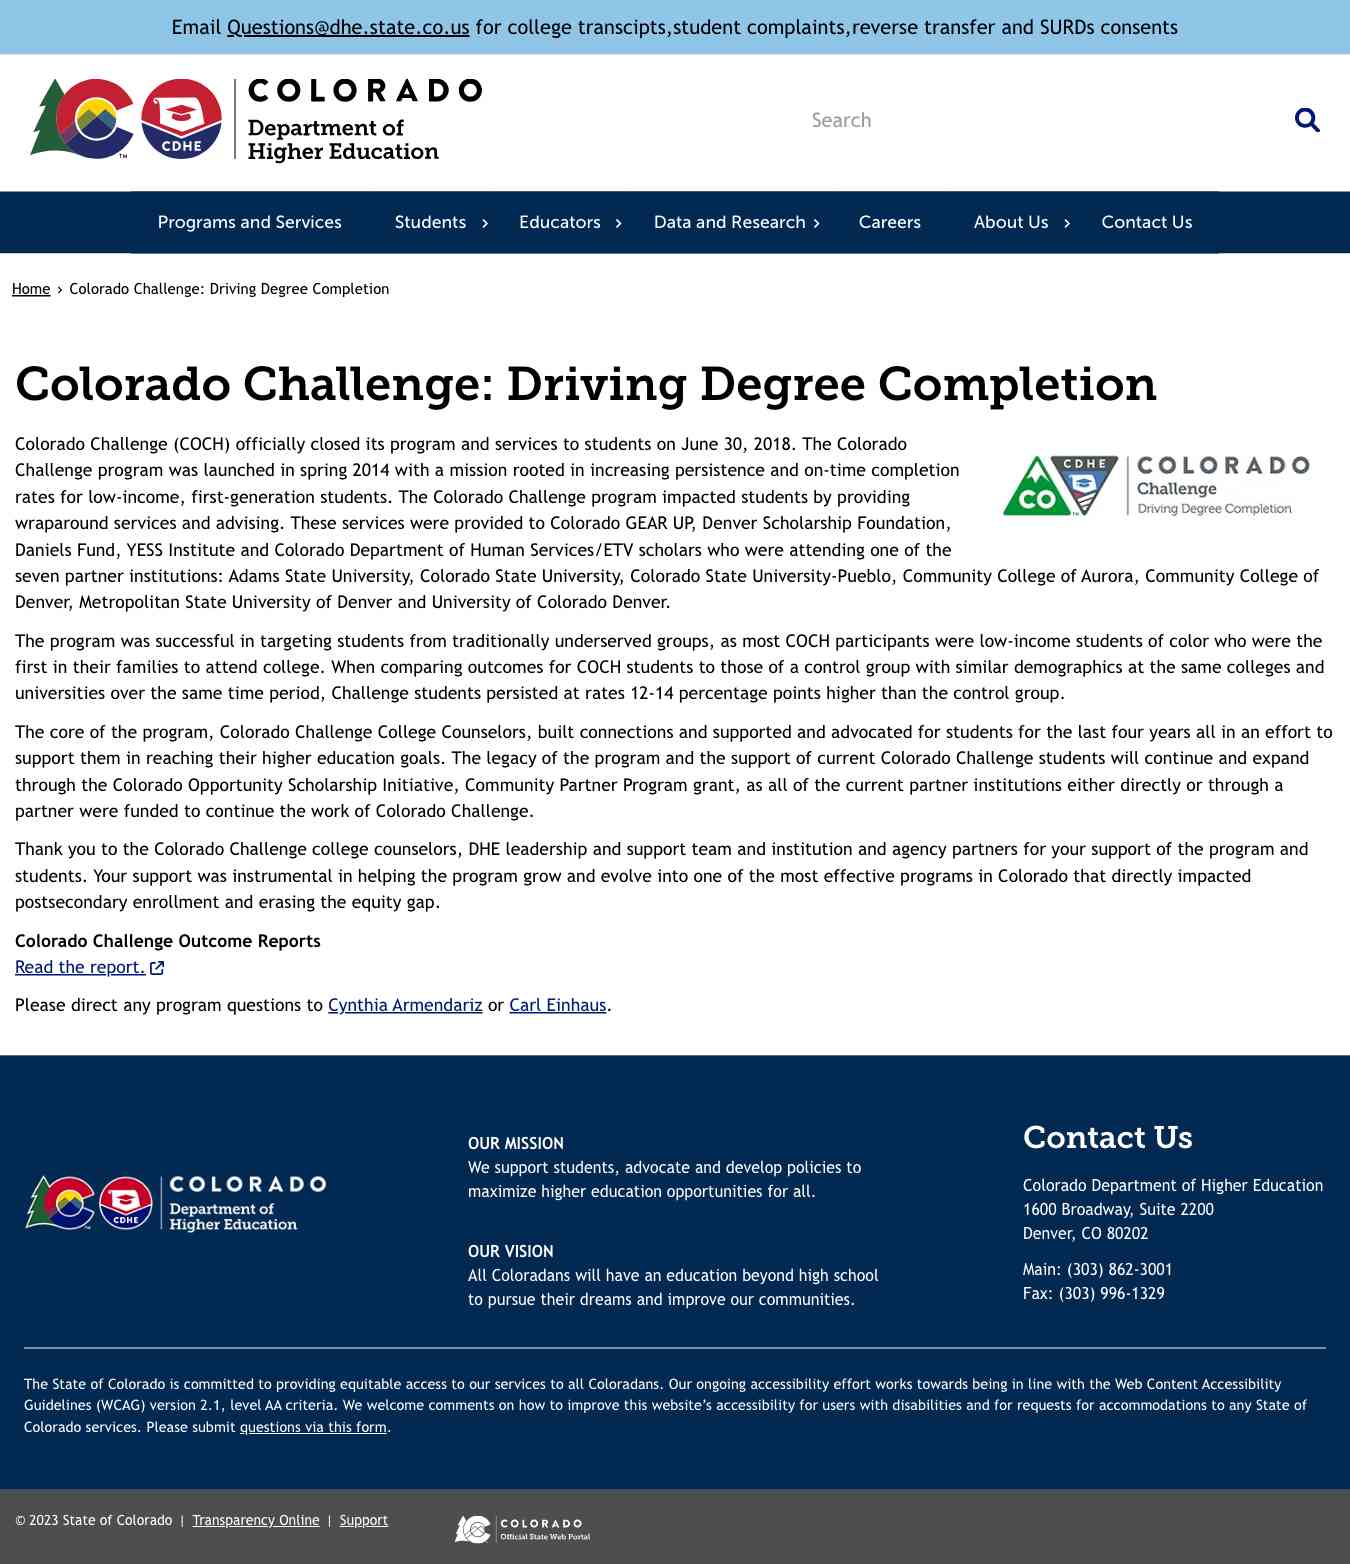 Email Questions@dhe.state.co.us for college transcipts,student complaints,reverse transfer and SURDs consents
COLORADO
Department of
Higher Education
CDHE
TM
Search
Programs and Services Students › Educators › Data and Research › Careers About Us › Contact Us
Home › Colorado Challenge: Driving Degree Completion
Colorado Challenge: Driving Degree Completion
Colorado Challenge (COCH) officially closed its program and services to students on June 30, 2018. The Colorado
Challenge program was launched in spring 2014 with a mission rooted in increasing persistence and on-time completion
rates for low-income, first-generation students. The Colorado Challenge program impacted students by providing
wraparound services and advising. These services were provided to Colorado GEAR UP, Denver Scholarship Foundation,
Daniels Fund, YESS Institute and Colorado Department of Human Services/ETV scholars who were attending one of the
seven partner institutions: Adams State University, Colorado State University, Colorado State University-Pueblo, Community College of Aurora, Community College of
Denver, Metropolitan State University of Denver and University of Colorado Denver.
CO
CDHE
TM
COLORADO
Challenge
Driving Degree Completion
The program was successful in targeting students from traditionally underserved groups, as most COCH participants were low-income students of color who were the
first in their families to attend college. When comparing outcomes for COCH students to those of a control group with similar demographics at the same colleges and
universities over the same time period, Challenge students persisted at rates 12-14 percentage points higher than the control group.
The core of the program, Colorado Challenge College Counselors, built connections and supported and advocated for students for the last four years all in an effort to
support them in reaching their higher education goals. The legacy of the program and the support of current Colorado Challenge students will continue and expand
through the Colorado Opportunity Scholarship Initiative, Community Partner Program grant, as all of the current partner institutions either directly or through a
partner were funded to continue the work of Colorado Challenge.
Thank you to the Colorado Challenge college counselors, DHE leadership and support team and institution and agency partners for your support of the program and
students. Your support was instrumental in helping the program grow and evolve into one of the most effective programs in Colorado that directly impacted
postsecondary enrollment and erasing the equity gap.
Colorado Challenge Outcome Reports
Read the report.
Please direct any program questions to Cynthia Armendariz or Carl Einhaus.
COLORADO
Department of
Higher Education
CDHE
OUR MISSION
We support students, advocate and develop policies to
maximize higher education opportunities for all.
OUR VISION
All Coloradans will have an education beyond high school
to pursue their dreams and improve our communities.
Contact Us
Colorado Department of Higher Education
1600 Broadway, Suite 2200
Denver, CO 80202
Main: (303) 862-3001
Fax: (303) 996-1329
The State of Colorado is committed to providing equitable access to our services to all Coloradans. Our ongoing accessibility effort works towards being in line with the Web Content Accessibility
Guidelines (WCAG) version 2.1, level AA criteria. We welcome comments on how to improve this website's accessibility for users with disabilities and for requests for accommodations to any State of
Colorado services. Please submit questions via this form.
© 2023 State of Colorado | Transparency Online | Support
COLORADO
Official State Web Portal